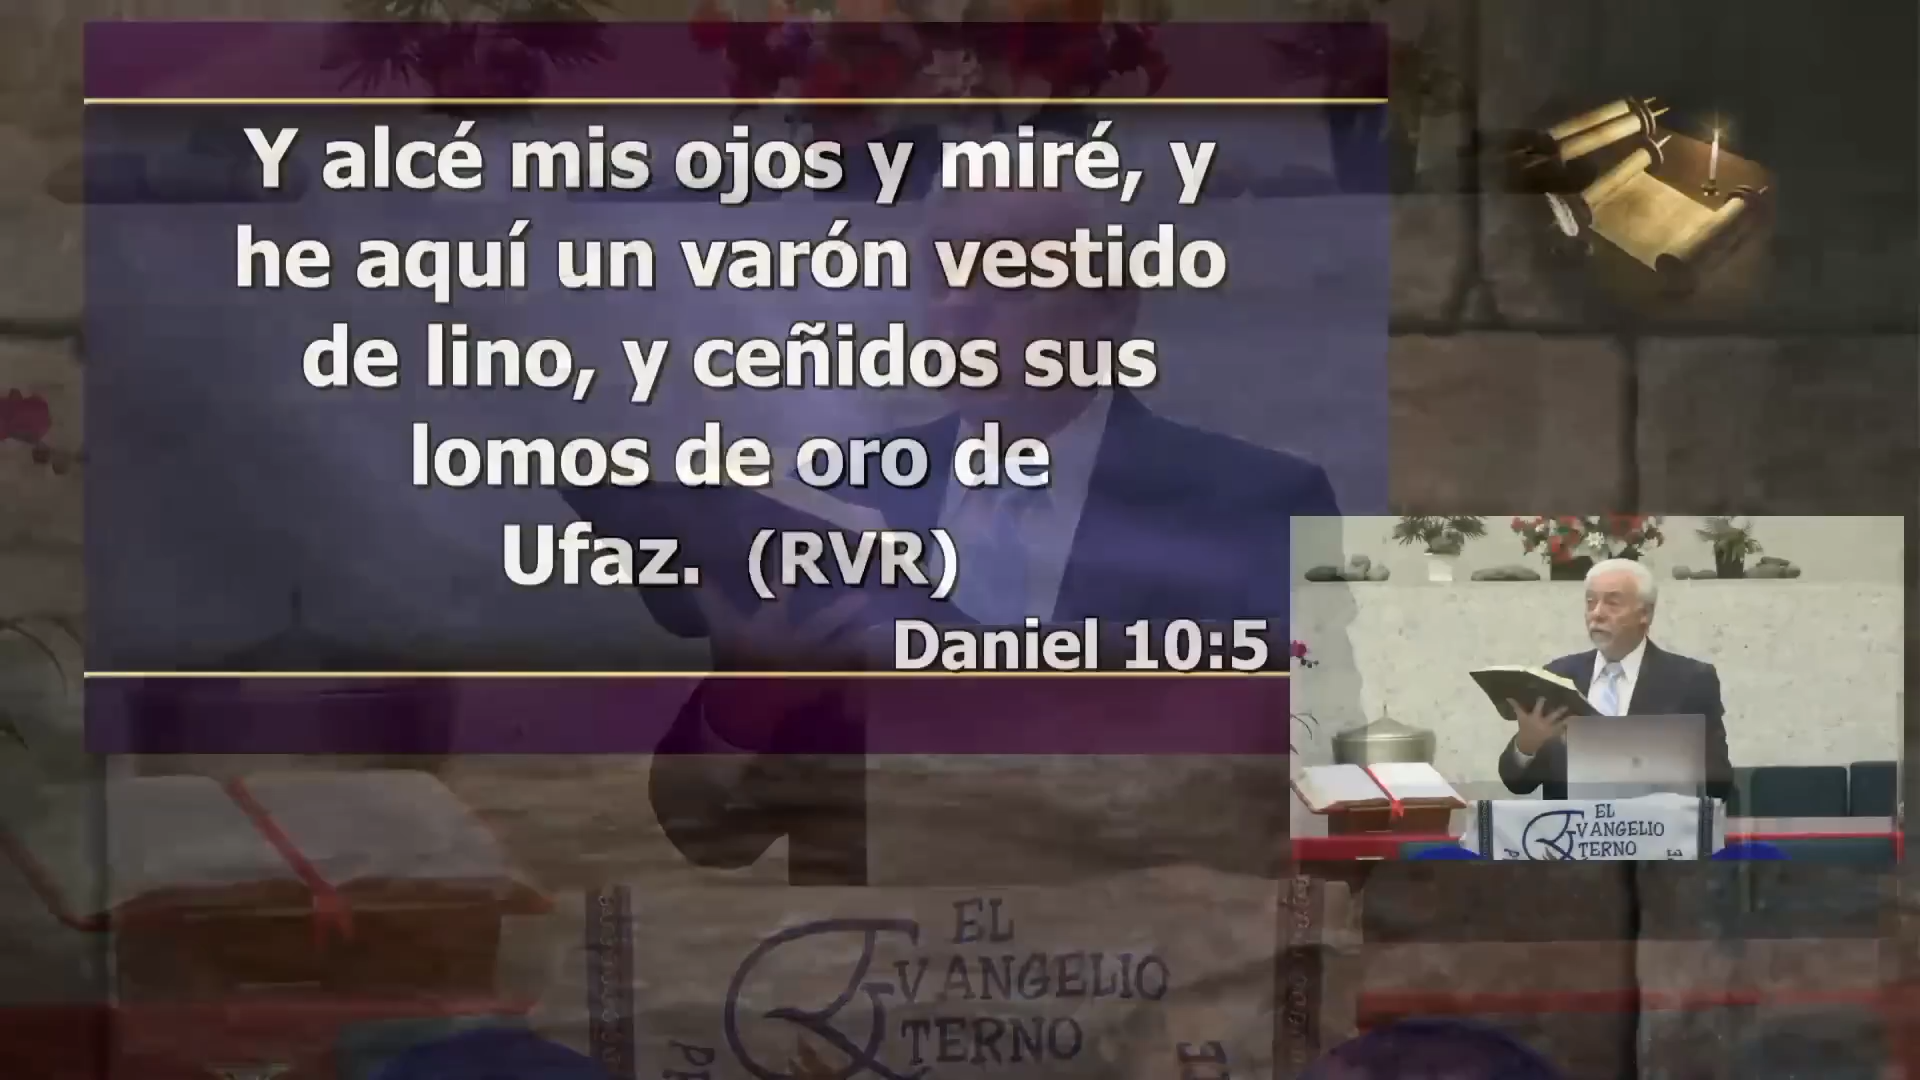 Y alcé mis ojos y miré, y
he aquí un varón vestido
de lino, y ceñidos sus
lomos de oro de
Ufaz. (RVR)
Daniel 10:5
EL
VANGELIO
TERNO
EL
VANGELIO
TERNO